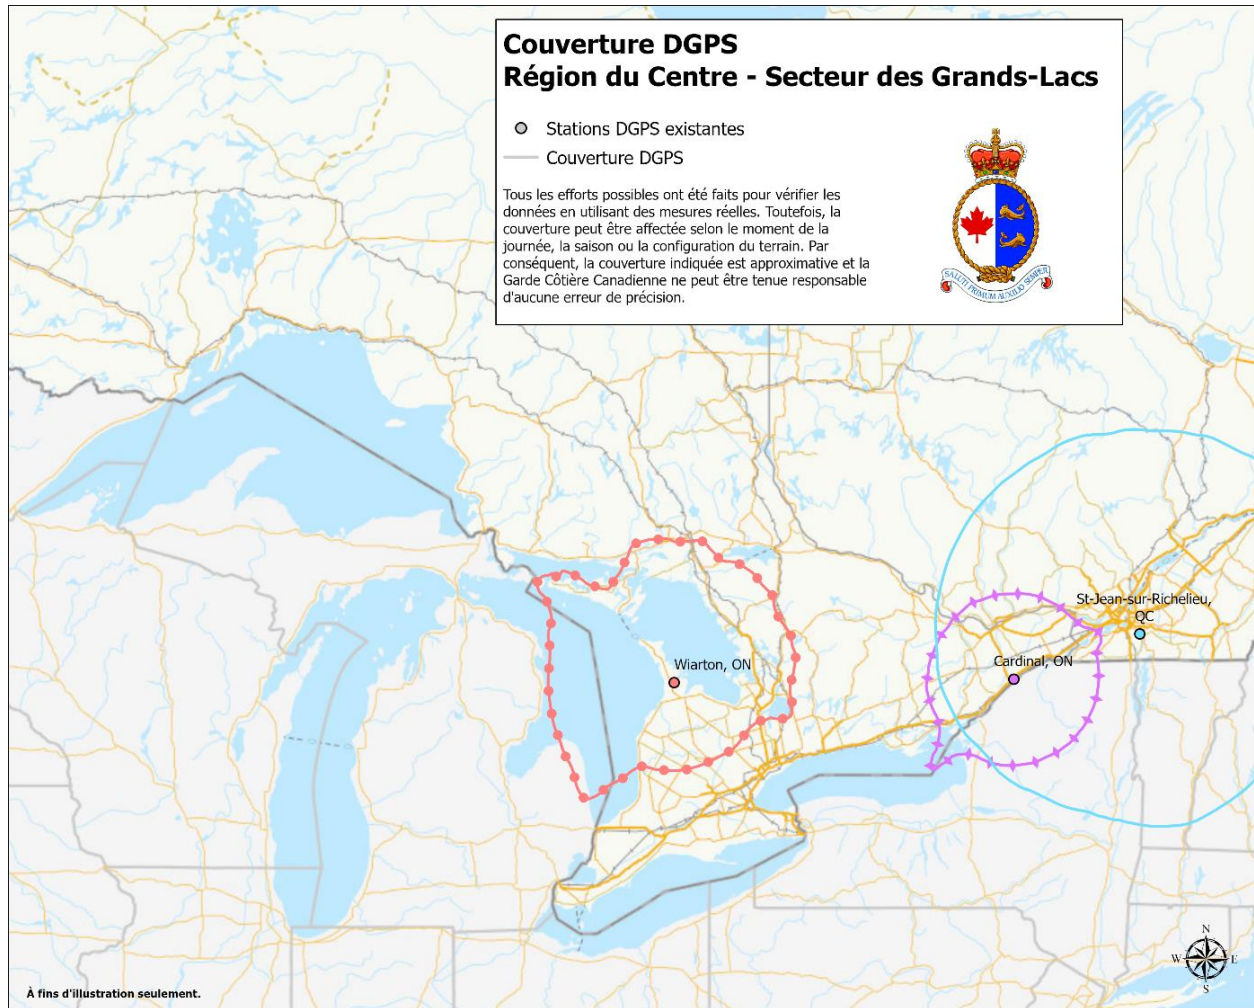 Couverture DGPS
Région du Centre - Secteur des Grands-Lacs
Stations DGPS existantes
Couverture DGPS
Tous les efforts possibles ont été faits pour vérifier les
données en utilisant des mesures réelles. Toutefois, la
couverture peut être affectée selon le moment de la
journée, la saison ou la configuration du terrain. Par
conséquent, la couverture indiquée est approximative et la
Garde Côtière Canadienne ne peut être tenue responsable
d'aucune erreur de précision.
SALUTI PRIMUM AUXILIO SEMPER
St-Jean-sur-Richelieu,
QC
Wiarton, ON
Cardinal, ON
N
W E
S
À fins d'illustration seulement.